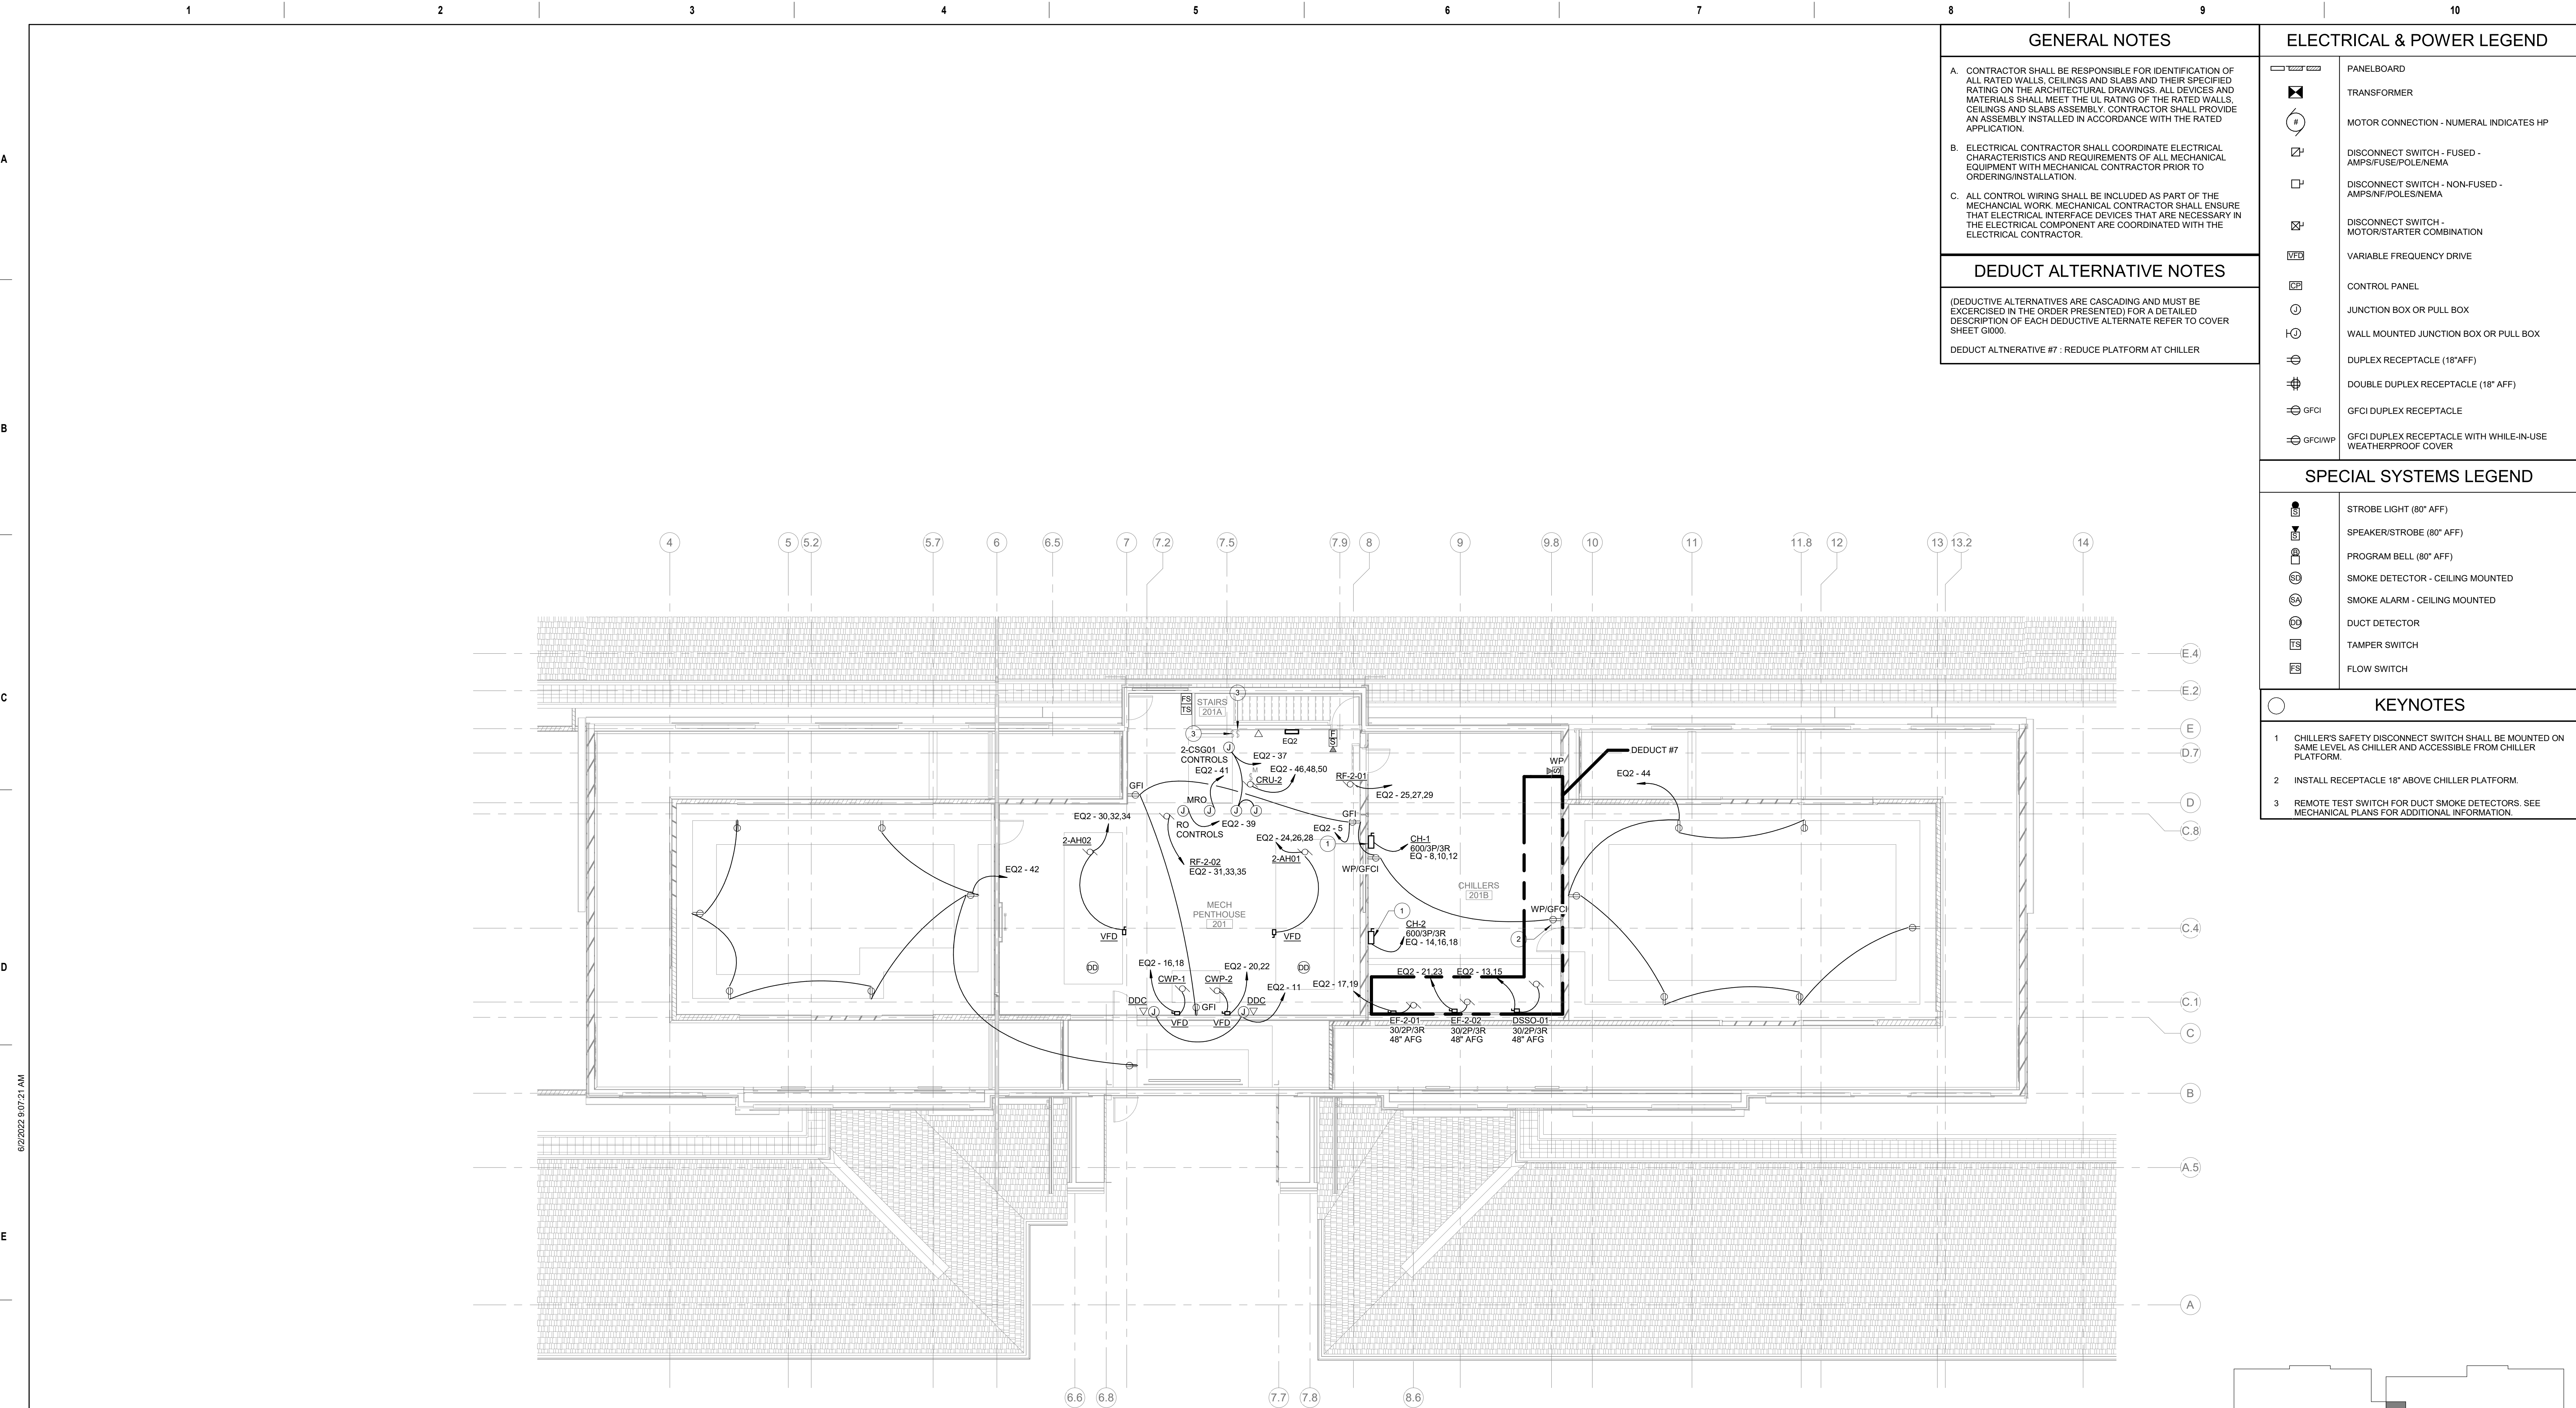 1 2 3 4 5 6 7 8 9 10
A
B
C
D
E
6/2/2022 9:07:21 AM
GENERAL NOTES
A. CONTRACTOR SHALL BE RESPONSIBLE FOR IDENTIFICATION OF
ALL RATED WALLS, CEILINGS AND SLABS AND THEIR SPECIFIED
RATING ON THE ARCHITECTURAL DRAWINGS. ALL DEVICES AND
MATERIALS SHALL MEET THE UL RATING OF THE RATED WALLS,
CEILINGS AND SLABS ASSEMBLY. CONTRACTOR SHALL PROVIDE
AN ASSEMBLY INSTALLED IN ACCORDANCE WITH THE RATED
APPLICATION.
B. ELECTRICAL CONTRACTOR SHALL COORDINATE ELECTRICAL
CHARACTERISTICS AND REQUIREMENTS OF ALL MECHANICAL
EQUIPMENT WITH MECHANICAL CONTRACTOR PRIOR TO
ORDERING/INSTALLATION.
C. ALL CONTROL WIRING SHALL BE INCLUDED AS PART OF THE
MECHANCIAL WORK. MECHANICAL CONTRACTOR SHALL ENSURE
THAT ELECTRICAL INTERFACE DEVICES THAT ARE NECESSARY IN
THE ELECTRICAL COMPONENT ARE COORDINATED WITH THE
ELECTRICAL CONTRACTOR.
DEDUCT ALTERNATIVE NOTES
(DEDUCTIVE ALTERNATIVES ARE CASCADING AND MUST BE
EXCERCISED IN THE ORDER PRESENTED) FOR A DETAILED
DESCRIPTION OF EACH DEDUCTIVE ALTERNATE REFER TO COVER
SHEET GI000.
DEDUCT ALTNERATIVE #7 : REDUCE PLATFORM AT CHILLER
ELECTRICAL & POWER LEGEND
PANELBOARD
TRANSFORMER
# MOTOR CONNECTION - NUMERAL INDICATES HP
DISCONNECT SWITCH - FUSED -
AMPS/FUSE/POLE/NEMA
DISCONNECT SWITCH - NON-FUSED -
AMPS/NF/POLES/NEMA
DISCONNECT SWITCH -
MOTOR/STARTER COMBINATION
VFD VARIABLE FREQUENCY DRIVE
CP CONTROL PANEL
J JUNCTION BOX OR PULL BOX
J WALL MOUNTED JUNCTION BOX OR PULL BOX
DUPLEX RECEPTACLE (18"AFF)
DOUBLE DUPLEX RECEPTACLE (18" AFF)
GFCI GFCI DUPLEX RECEPTACLE
GFCI/WP GFCI DUPLEX RECEPTACLE WITH WHILE-IN-USE
WEATHERPROOF COVER
SPECIAL SYSTEMS LEGEND
S STROBE LIGHT (80" AFF)
S SPEAKER/STROBE (80" AFF)
PROGRAM BELL (80" AFF)
SD SMOKE DETECTOR - CEILING MOUNTED
SA SMOKE ALARM - CEILING MOUNTED
DD DUCT DETECTOR
TS TAMPER SWITCH
FS FLOW SWITCH
KEYNOTES
1 CHILLER'S SAFETY DISCONNECT SWITCH SHALL BE MOUNTED ON
SAME LEVEL AS CHILLER AND ACCESSIBLE FROM CHILLER
PLATFORM.
2 INSTALL RECEPTACLE 18" ABOVE CHILLER PLATFORM.
3 REMOTE TEST SWITCH FOR DUCT SMOKE DETECTORS. SEE
MECHANICAL PLANS FOR ADDITIONAL INFORMATION.
4 5 5.2 5.7 6 6.5 7 7.2 7.5 7.9 8 9 9.8 10 11 11.8 12 13 13.2 14
E.4
E.2
E
D.7
D
C.8
C.4
C.1
C
B
A.5
A
FS
TS
STAIRS
201A
3
3
EQ2
F
S
J
2-CSG01
CONTROLS
EQ2 - 37
EQ2 - 41
EQ2 - 46,48,50
CRU-2
RF-2-01
EQ2 - 25,27,29
WP
DEDUCT #7
EQ2 - 44
GFI
MRO
J J J J
RO
CONTROLS
EQ2 - 39
GFI
EQ2 - 5
EQ2 - 30,32,34
2-AH02
EQ2 - 24,26,28
2-AH01
1
CH-1
600/3P/3R
EQ - 8,10,12
WP/GFCI
RF-2-02
EQ2 - 31,33,35
EQ2 - 42
CHILLERS
201B
MECH
PENTHOUSE
201
1
WP/GFCI
CH-2
600/3P/3R
EQ - 14,16,18
2
VFD
VFD
DD
DD
EQ2 - 16,18
CWP-1
CWP-2
EQ2 - 20,22
EQ2 - 11
EQ2 - 17,19
EQ2 - 21,23
EQ2 - 13,15
DDC
J
VFD
GFI
VFD
J
DDC
EF-2-01
30/2P/3R
48" AFG
EF-2-02
30/2P/3R
48" AFG
DSSO-01
30/2P/3R
48" AFG
6.6 6.8 7.7 7.8 8.6